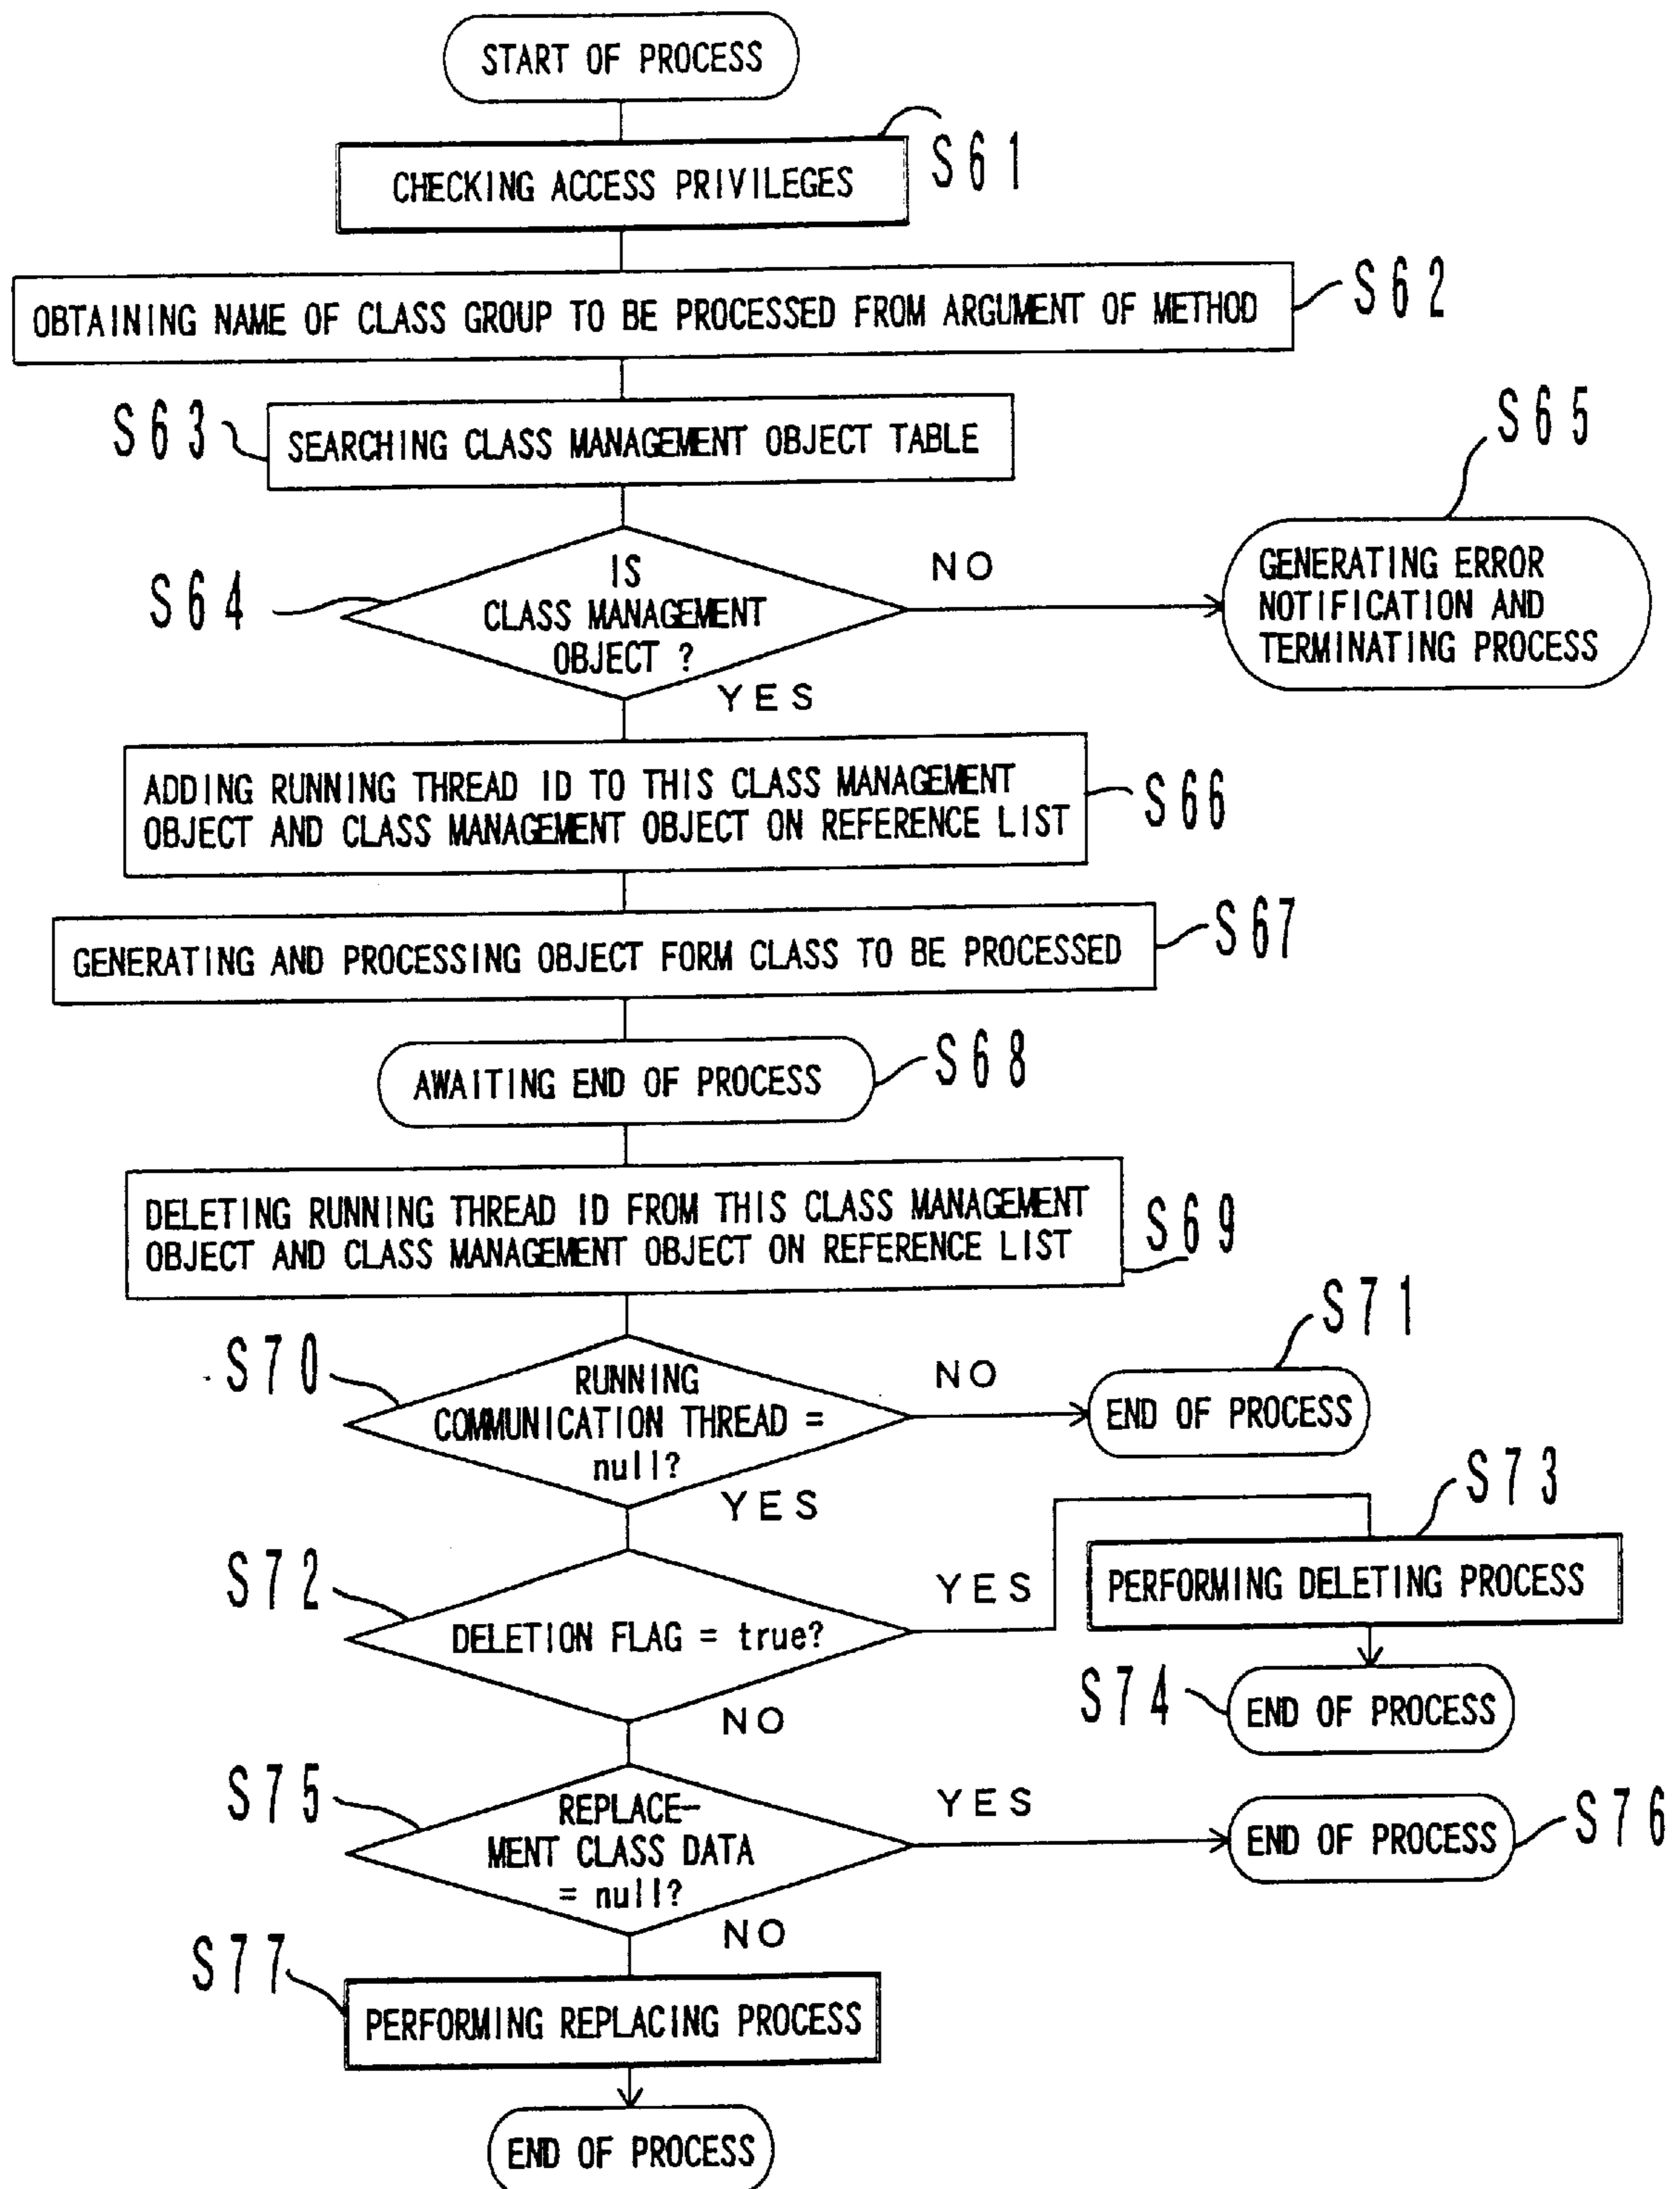 START OF PROCESS
S61
CHECKING ACCESS PRIVILEGES
S62
OBTAINING NAME OF CLASS GROUP TO BE PROCESSED FROM ARGUMENT OF METHOD
S63
SEARCHING CLASS MANAGEMENT OBJECT TABLE
S65
S64
IS
CLASS MANAGEMENT
OBJECT ?
NO
GENERATING ERROR
NOTIFICATION AND
TERMINATING PROCESS
YES
ADDING RUNNING THREAD ID TO THIS CLASS MANAGEMENT
OBJECT AND CLASS MANAGEMENT OBJECT ON REFERENCE LIST
S66
GENERATING AND PROCESSING OBJECT FORM CLASS TO BE PROCESSED
S67
AWAITING END OF PROCESS
S68
DELETING RUNNING THREAD ID FROM THIS CLASS MANAGEMENT
OBJECT AND CLASS MANAGEMENT OBJECT ON REFERENCE LIST
S69
S71
S70
RUNNING
COMMUNICATION THREAD =
null?
NO
END OF PROCESS
YES
S73
S72
DELETION FLAG = true?
YES
PERFORMING DELETING PROCESS
S74
END OF PROCESS
NO
S75
REPLACE-
MENT CLASS DATA
= null?
YES
END OF PROCESS
S76
NO
S77
PERFORMING REPLACING PROCESS
END OF PROCESS